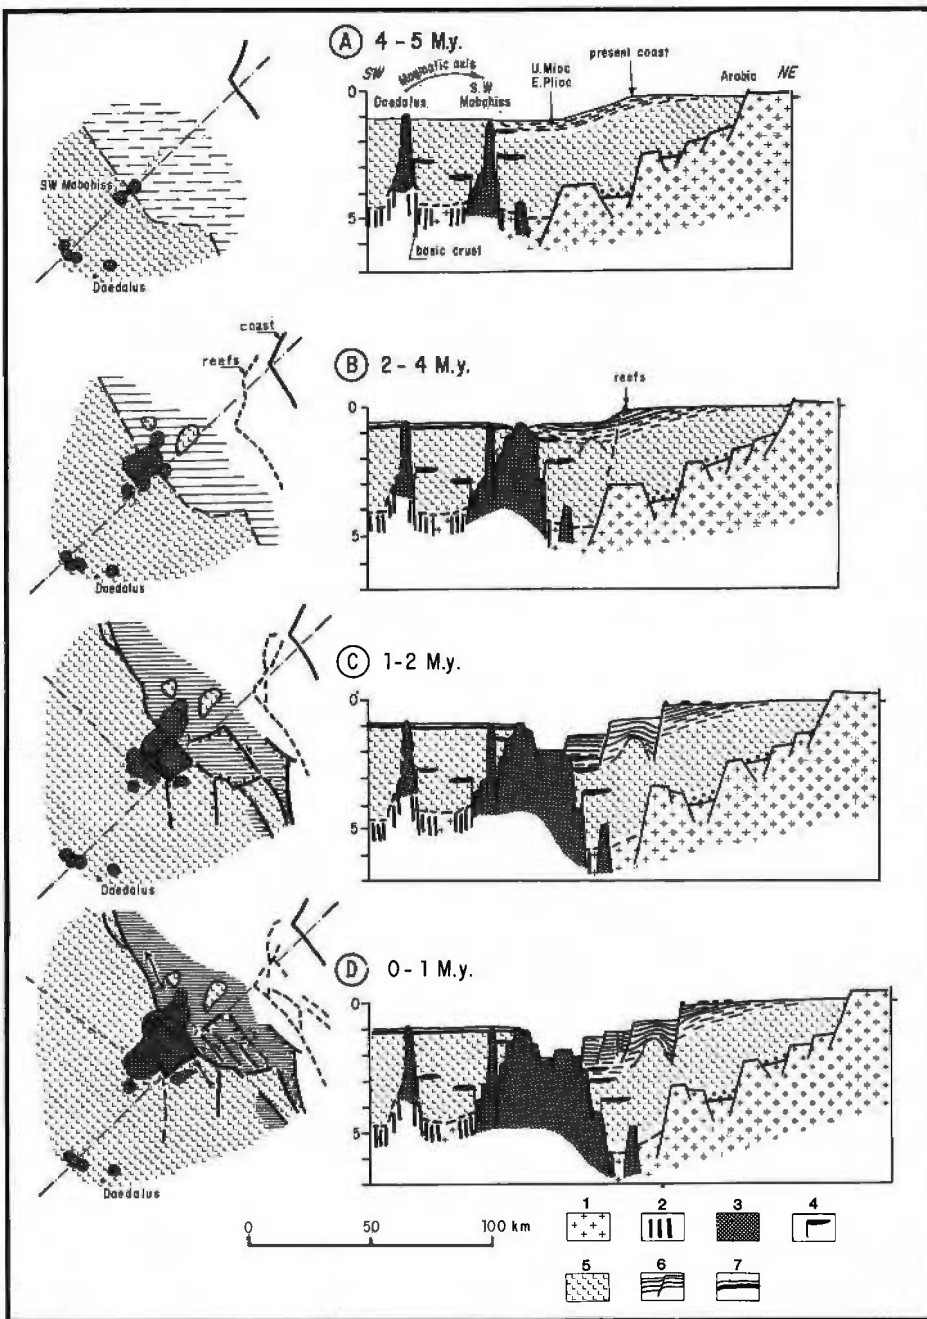 A 4 - 5 M.y.
SW
Magmatic axis
Daedalus
S.W
Mabahiss
U.Mioc
E.Plioc
present coast
Arabia
NE
0
5
basic crust
SW Mabahiss
Daedalus
B 2 - 4 M.y.
coast
reefs
reefs
0
5
Daedalus
C 1-2 M.y.
0
5
Daedalus
D 0-1 M.y.
0
5
Daedalus
0 50 100 km
1 2 3 4
5 6 7